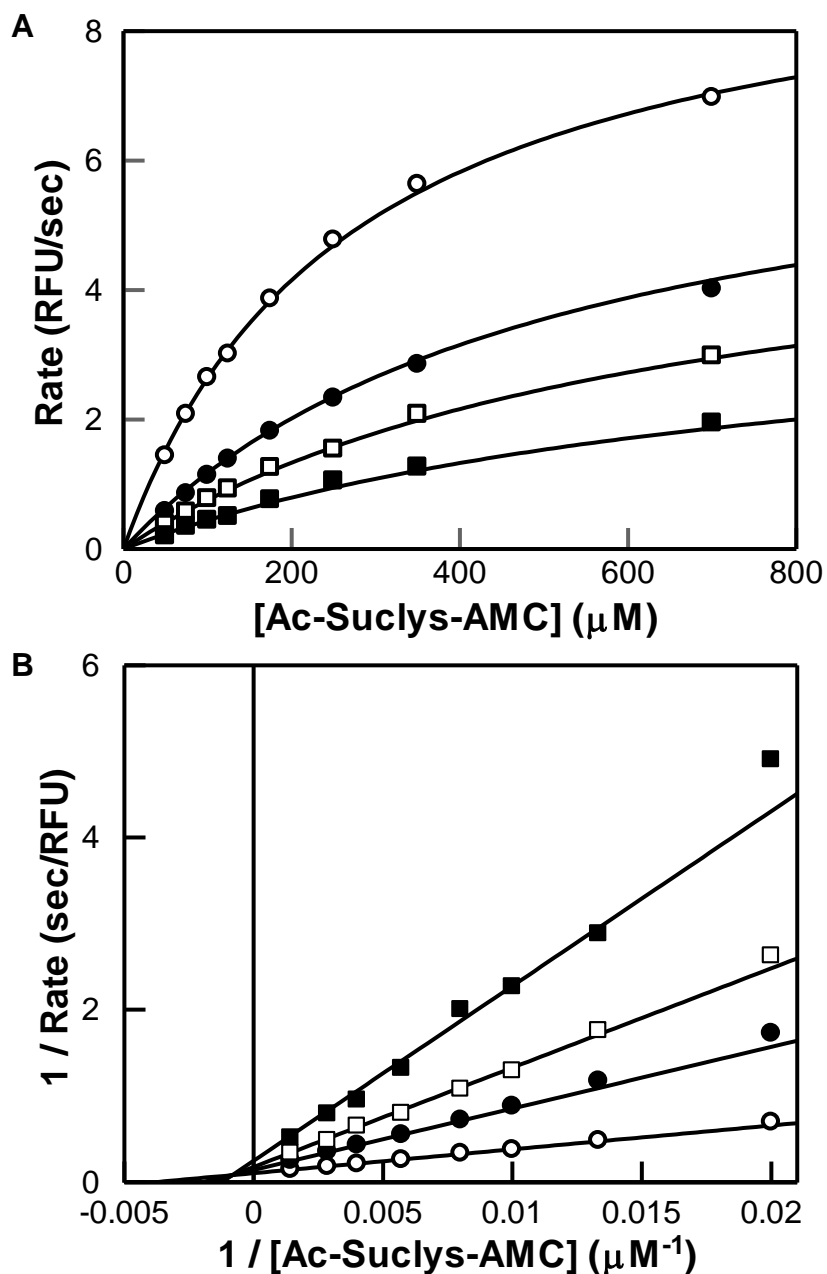 A
8
6
4
2
0
Rate (RFU/sec)
0 200 400 600 800
[Ac-Suclys-AMC] (μM)
B
6
4
2
0
1 / Rate (sec/RFU)
-0.005 0 0.005 0.01 0.015 0.02
1 / [Ac-Suclys-AMC] (μM⁻¹)